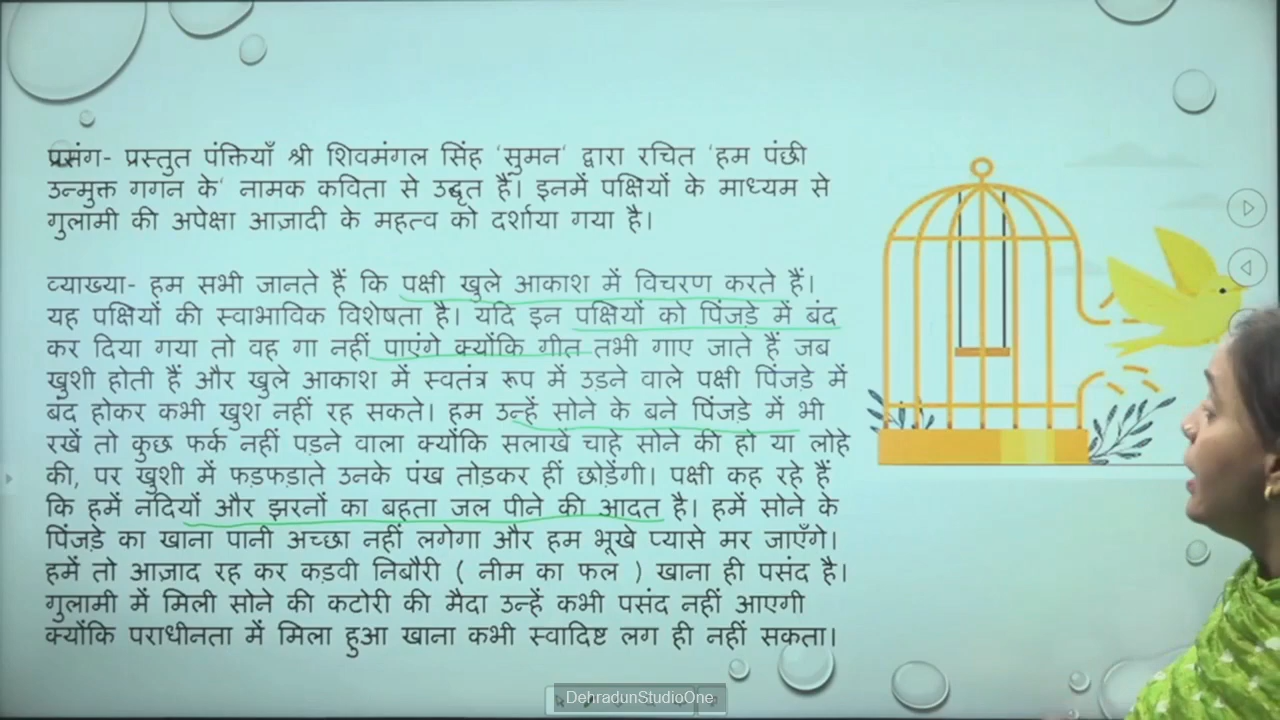 प्रसंग- प्रस्तुत पंक्तियाँ श्री शिवमंगल सिंह 'सुमन' द्वारा रचित 'हम पंछी
उन्मुक्त गगन के' नामक कविता से उद्धृत हैं। इनमें पक्षियों के माध्यम से
गुलामी की अपेक्षा आज़ादी के महत्व को दर्शाया गया है।
व्याख्या- हम सभी जानते हैं कि पक्षी खुले आकाश में विचरण करते हैं।
यह पक्षियों की स्वाभाविक विशेषता है। यदि इन पक्षियों को पिंजड़े में बंद
कर दिया गया तो वह गा नहीं पाएंगे क्योंकि गीत तभी गाए जाते हैं जब
खुशी होती हैं और खुले आकाश में स्वतंत्र रूप में उड़ने वाले पक्षी पिंजड़े में
बंद होकर कभी खुश नहीं रह सकते। हम उन्हें सोने के बने पिंजड़े में भी
रखें तो कुछ फर्क नहीं पड़ने वाला क्योंकि सलाखें चाहे सोने की हो या लोहे
की, पर खुशी में फड़फड़ाते उनके पंख तोड़कर हीं छोड़ेंगी। पक्षी कह रहे हैं
कि हमें नदियों और झरनों का बहता जल पीने की आदत है। हमें सोने के
पिंजड़े का खाना पानी अच्छा नहीं लगेगा और हम भूखे प्यासे मर जाएँगे।
हमें तो आज़ाद रह कर कड़वी निबौरी ( नीम का फल ) खाना ही पसंद है।
गुलामी में मिली सोने की कटोरी की मैदा उन्हें कभी पसंद नहीं आएगी
क्योंकि पराधीनता में मिला हुआ खाना कभी स्वादिष्ट लग ही नहीं सकता।
DehradunStudioOne